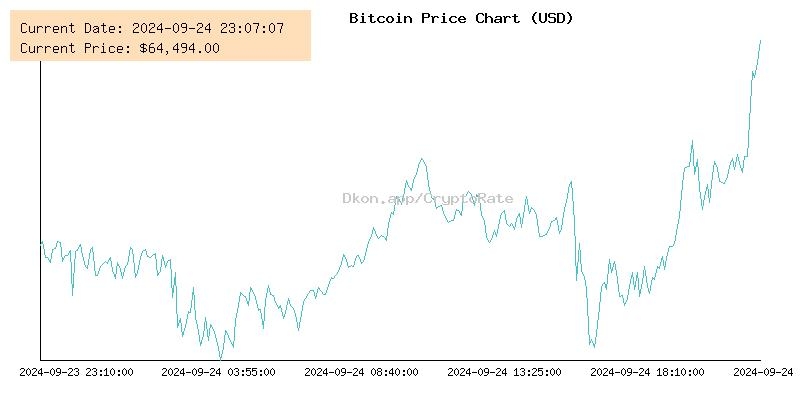 Bitcoin Price Chart (USD)
Current Date: 2024-09-24 23:07:07
Current Price: $64,494.00
Dkon.app/CryptoRate
2024-09-23 23:10:00 2024-09-24 03:55:00 2024-09-24 08:40:00 2024-09-24 13:25:00 2024-09-24 18:10:00 2024-09-24